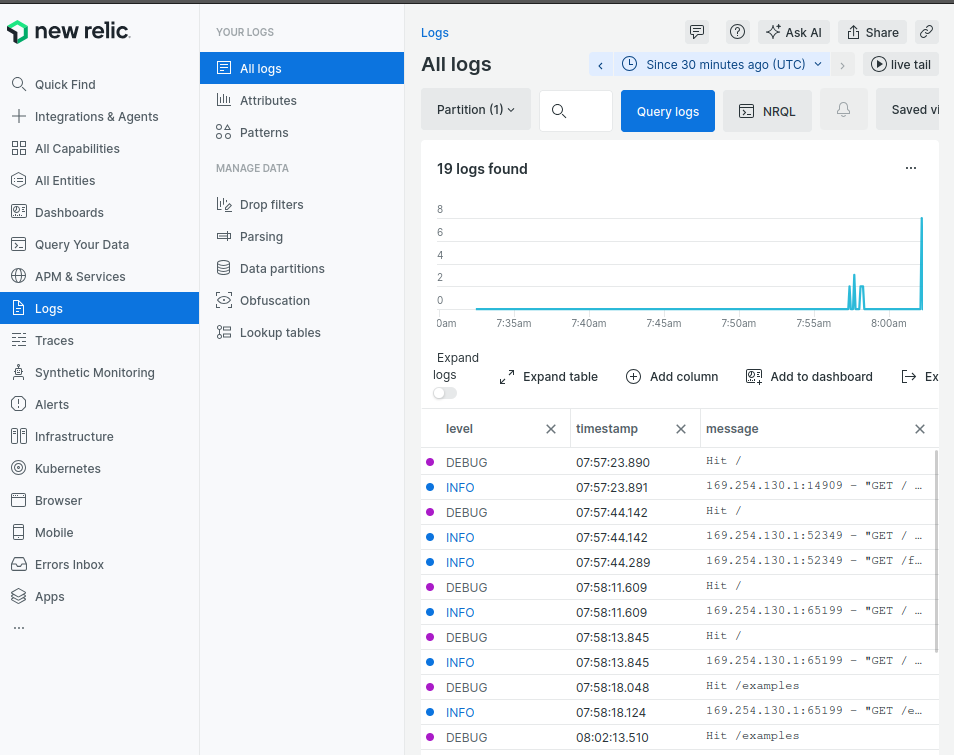 new relic.
Quick Find
Integrations & Agents
All Capabilities
All Entities
Dashboards
Query Your Data
APM & Services
Logs
Traces
Synthetic Monitoring
Alerts
Infrastructure
Kubernetes
Browser
Mobile
Errors Inbox
Apps
...
YOUR LOGS
All logs
Attributes
Patterns
MANAGE DATA
Drop filters
Parsing
Data partitions
Obfuscation
Lookup tables
Logs
Ask AI
Share
All logs
Since 30 minutes ago (UTC)
live tail
Partition (1)
Query logs
NRQL
Saved vi
19 logs found
...
8
6
4
2
0
0am 7:35am 7:40am 7:45am 7:50am 7:55am 8:00am
Expand
logs
Expand table
Add column
Add to dashboard
Ex
level timestamp message
DEBUG 07:57:23.890 Hit /
INFO 07:57:23.891 169.254.130.1:14909 - "GET / …
DEBUG 07:57:44.142 Hit /
INFO 07:57:44.142 169.254.130.1:52349 - "GET / …
INFO 07:57:44.289 169.254.130.1:52349 - "GET /f…
DEBUG 07:58:11.609 Hit /
INFO 07:58:11.609 169.254.130.1:65199 - "GET / …
DEBUG 07:58:13.845 Hit /
INFO 07:58:13.845 169.254.130.1:65199 - "GET / …
DEBUG 07:58:18.048 Hit /examples
INFO 07:58:18.124 169.254.130.1:65199 - "GET /e…
DEBUG 08:02:13.510 Hit /examples